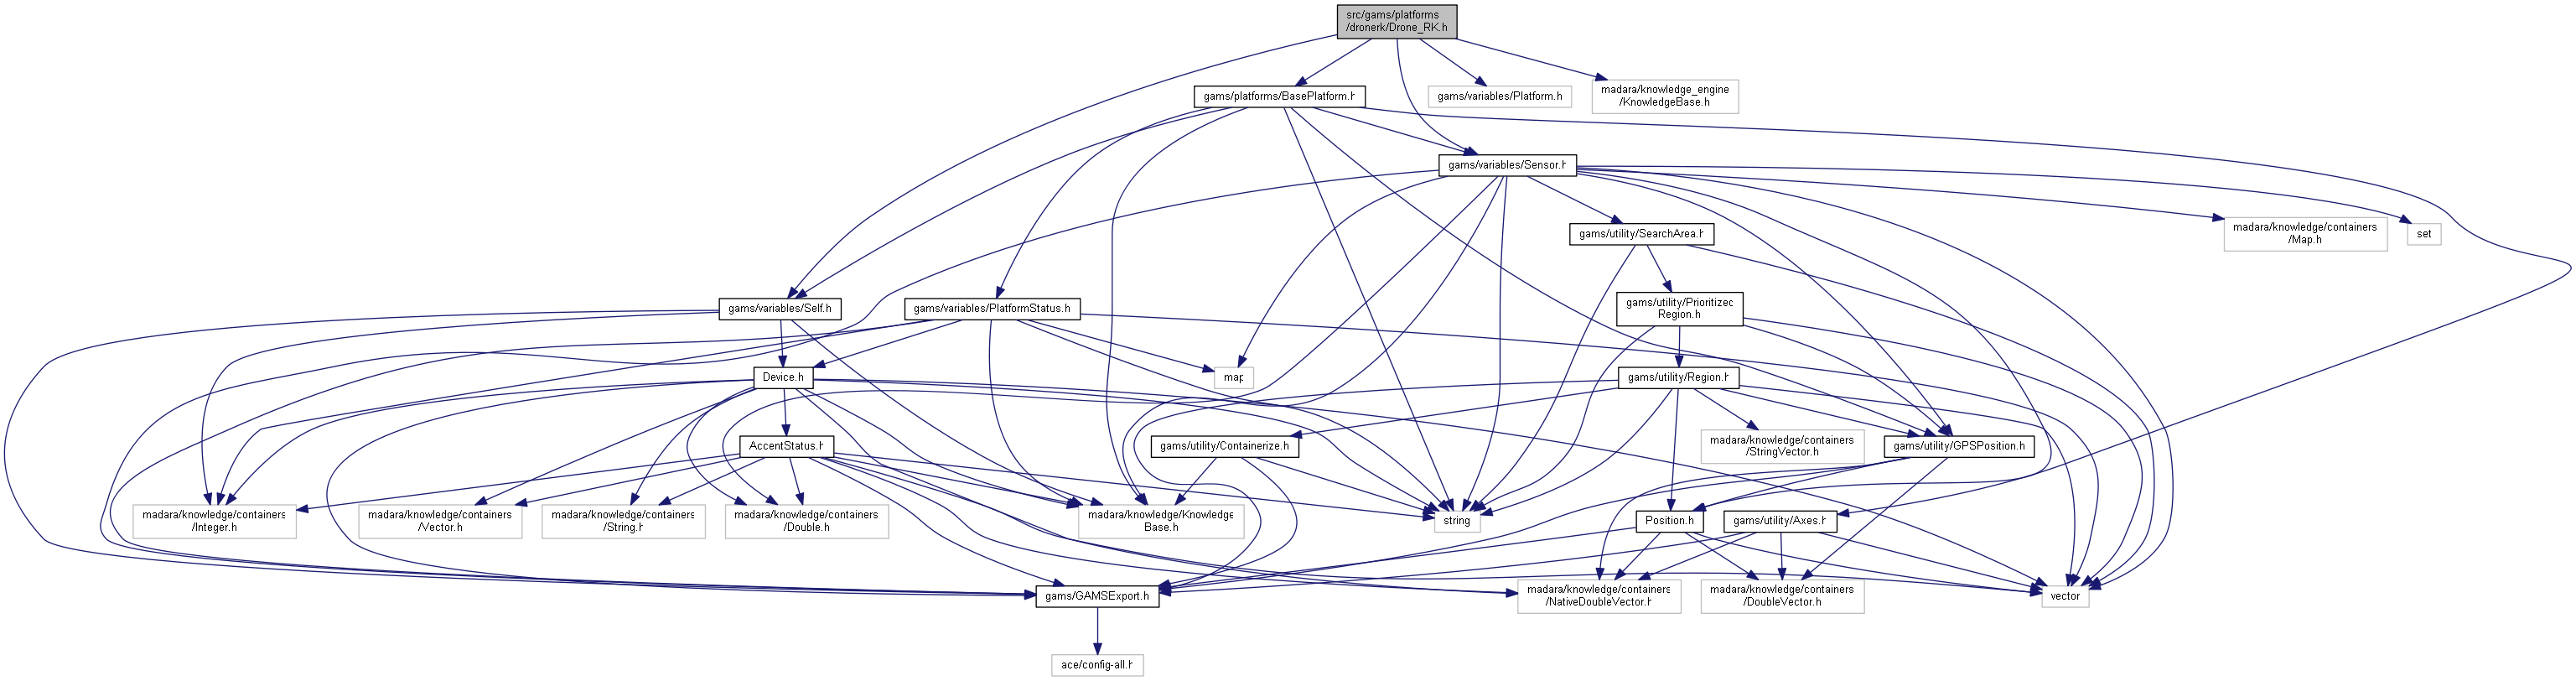 src/gams/platforms
/dronerk/Drone_RK.h
gams/platforms/BasePlatform.h
gams/variables/Platform.h
madara/knowledge_engine
/KnowledgeBase.h
gams/variables/Sensor.h
gams/utility/SearchArea.h
madara/knowledge/containers
/Map.h
set
gams/variables/Self.h
gams/variables/PlatformStatus.h
gams/utility/Prioritized
Region.h
Device.h
map
gams/utility/Region.h
AccentStatus.h
gams/utility/Containerize.h
madara/knowledge/containers
/StringVector.h
gams/utility/GPSPosition.h
madara/knowledge/containers
/Integer.h
madara/knowledge/containers
/Vector.h
madara/knowledge/containers
/String.h
madara/knowledge/containers
/Double.h
madara/knowledge/Knowledge
Base.h
string
Position.h
gams/utility/Axes.h
gams/GAMSExport.h
madara/knowledge/containers
/NativeDoubleVector.h
madara/knowledge/containers
/DoubleVector.h
vector
ace/config-all.h